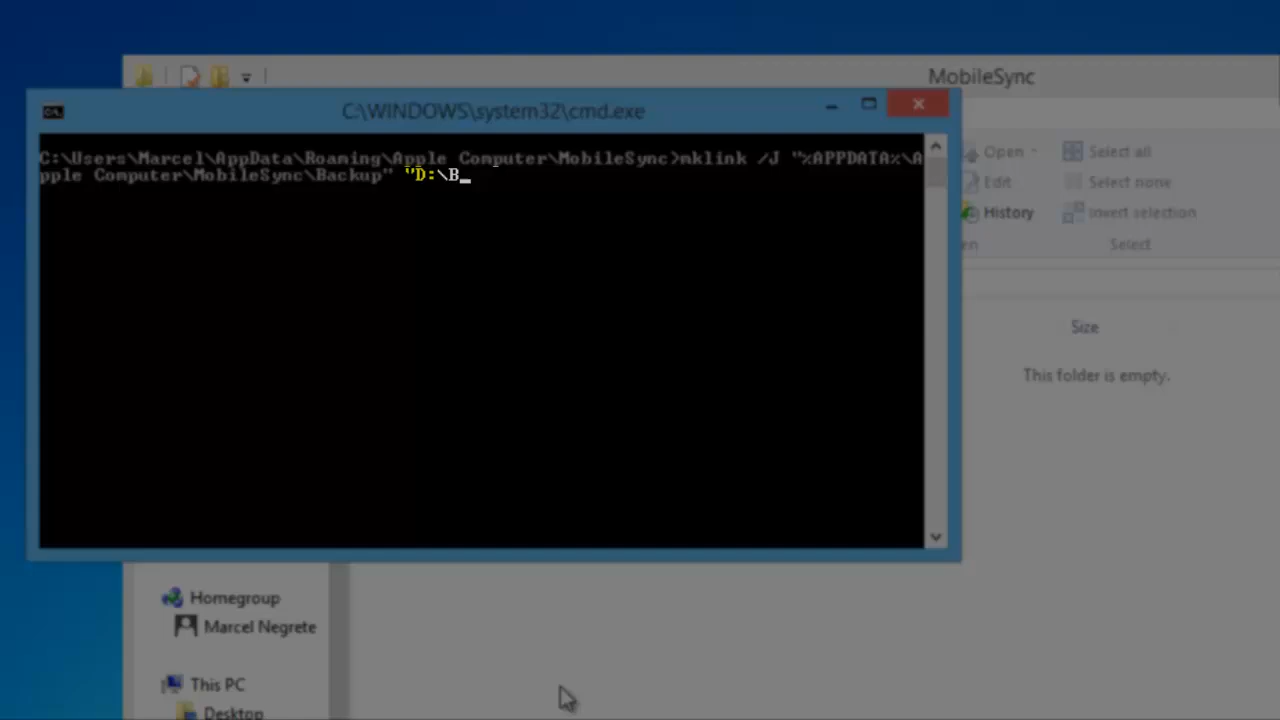 MobileSync
C:\WINDOWS\system32\cmd.exe
C:\Users\Marcel\AppData\Roaming\Apple Computer\MobileSync>mklink /J "%APPDATA%\A
pple Computer\MobileSync\Backup" "D:\B_
Open
Select all
Edit
Select none
History
Invert selection
en
Select
Size
This folder is empty.
Homegroup
Marcel Negrete
This PC
Desktop